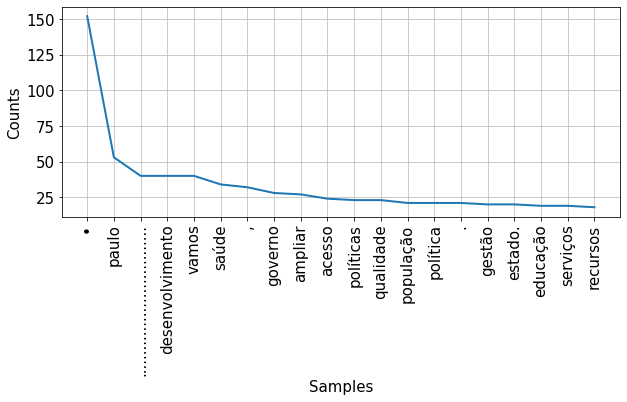 150
125
100
75
50
25
Counts
•
paulo
................................
desenvolvimento
vamos
saúde
,
governo
ampliar
acesso
políticas
qualidade
população
política
.
gestão
estado.
educação
serviços
recursos
Samples